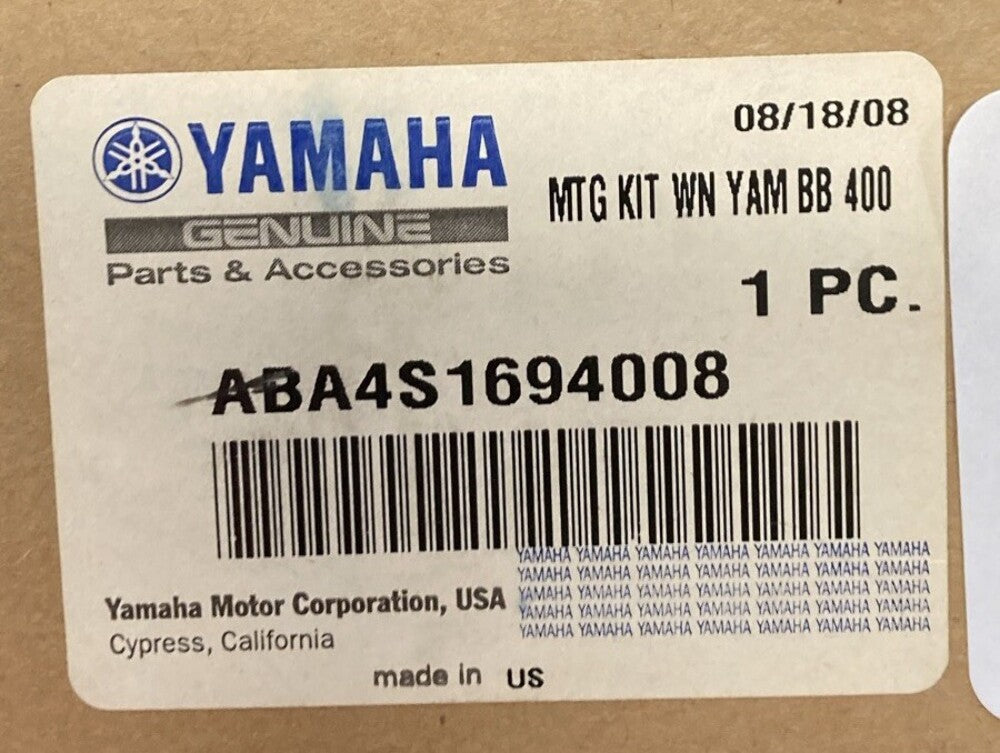 YAMAHA
GENUINE
Parts & Accessories
08/18/08
MTG KIT WN YAM BB 400
1 PC.
ABA4S1694008
YAMAHA YAMAHA YAMAHA YAMAHA YAMAHA YAMAHA YAMAHA
YAMAHA YAMAHA YAMAHA YAMAHA YAMAHA YAMAHA YAMAHA
YAMAHA YAMAHA YAMAHA YAMAHA YAMAHA YAMAHA YAMAHA
YAMAHA YAMAHA YAMAHA YAMAHA YAMAHA YAMAHA YAMAHA
YAMAHA YAMAHA YAMAHA YAMAHA YAMAHA YAMAHA YAMAHA
Yamaha Motor Corporation, USA
Cypress, California
made in US